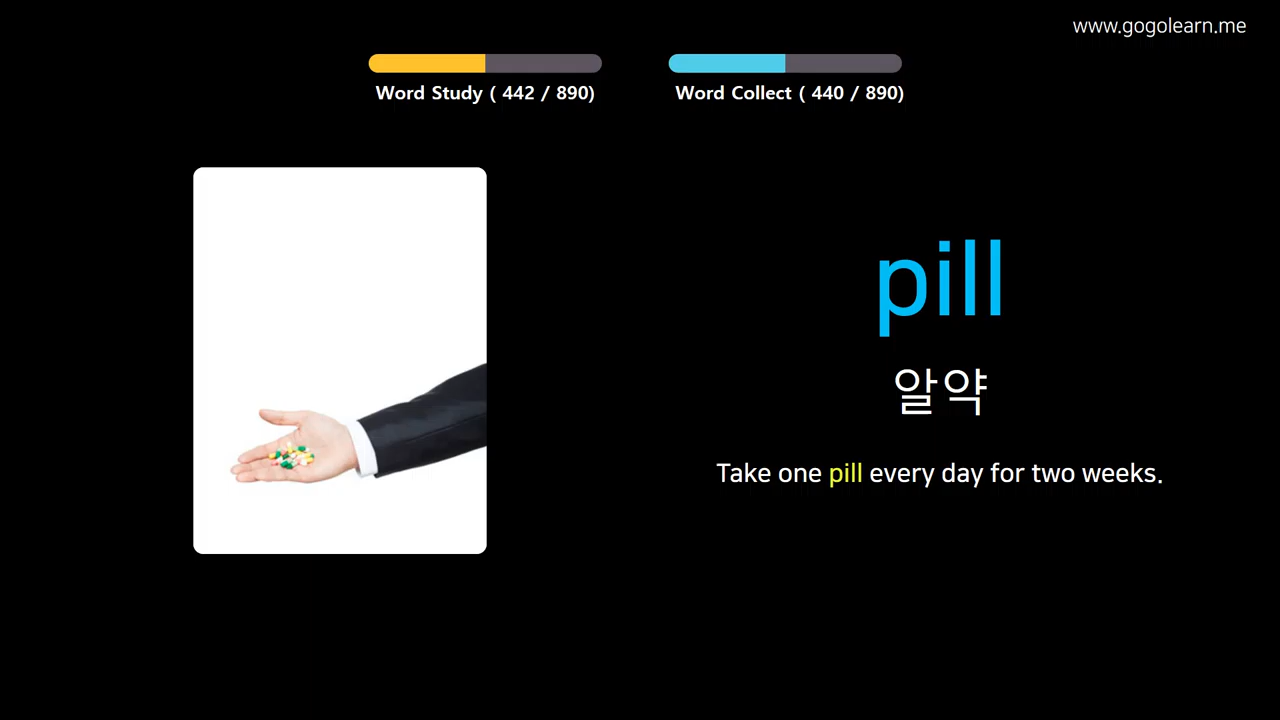 www.gogolearn.me
Word Study ( 442 / 890)
Word Collect ( 440 / 890)
pill
알약
Take one pill every day for two weeks.